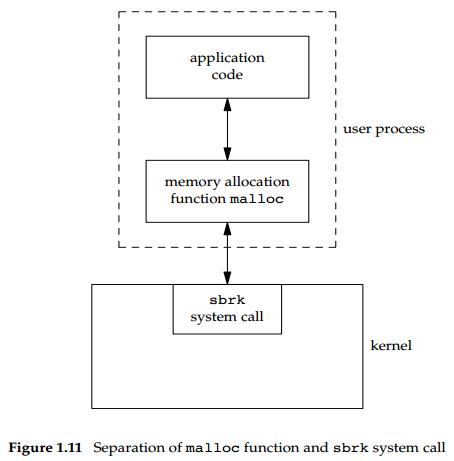 application
code
user process
memory allocation
function malloc
sbrk
system call
kernel
Figure 1.11 Separation of malloc function and sbrk system call